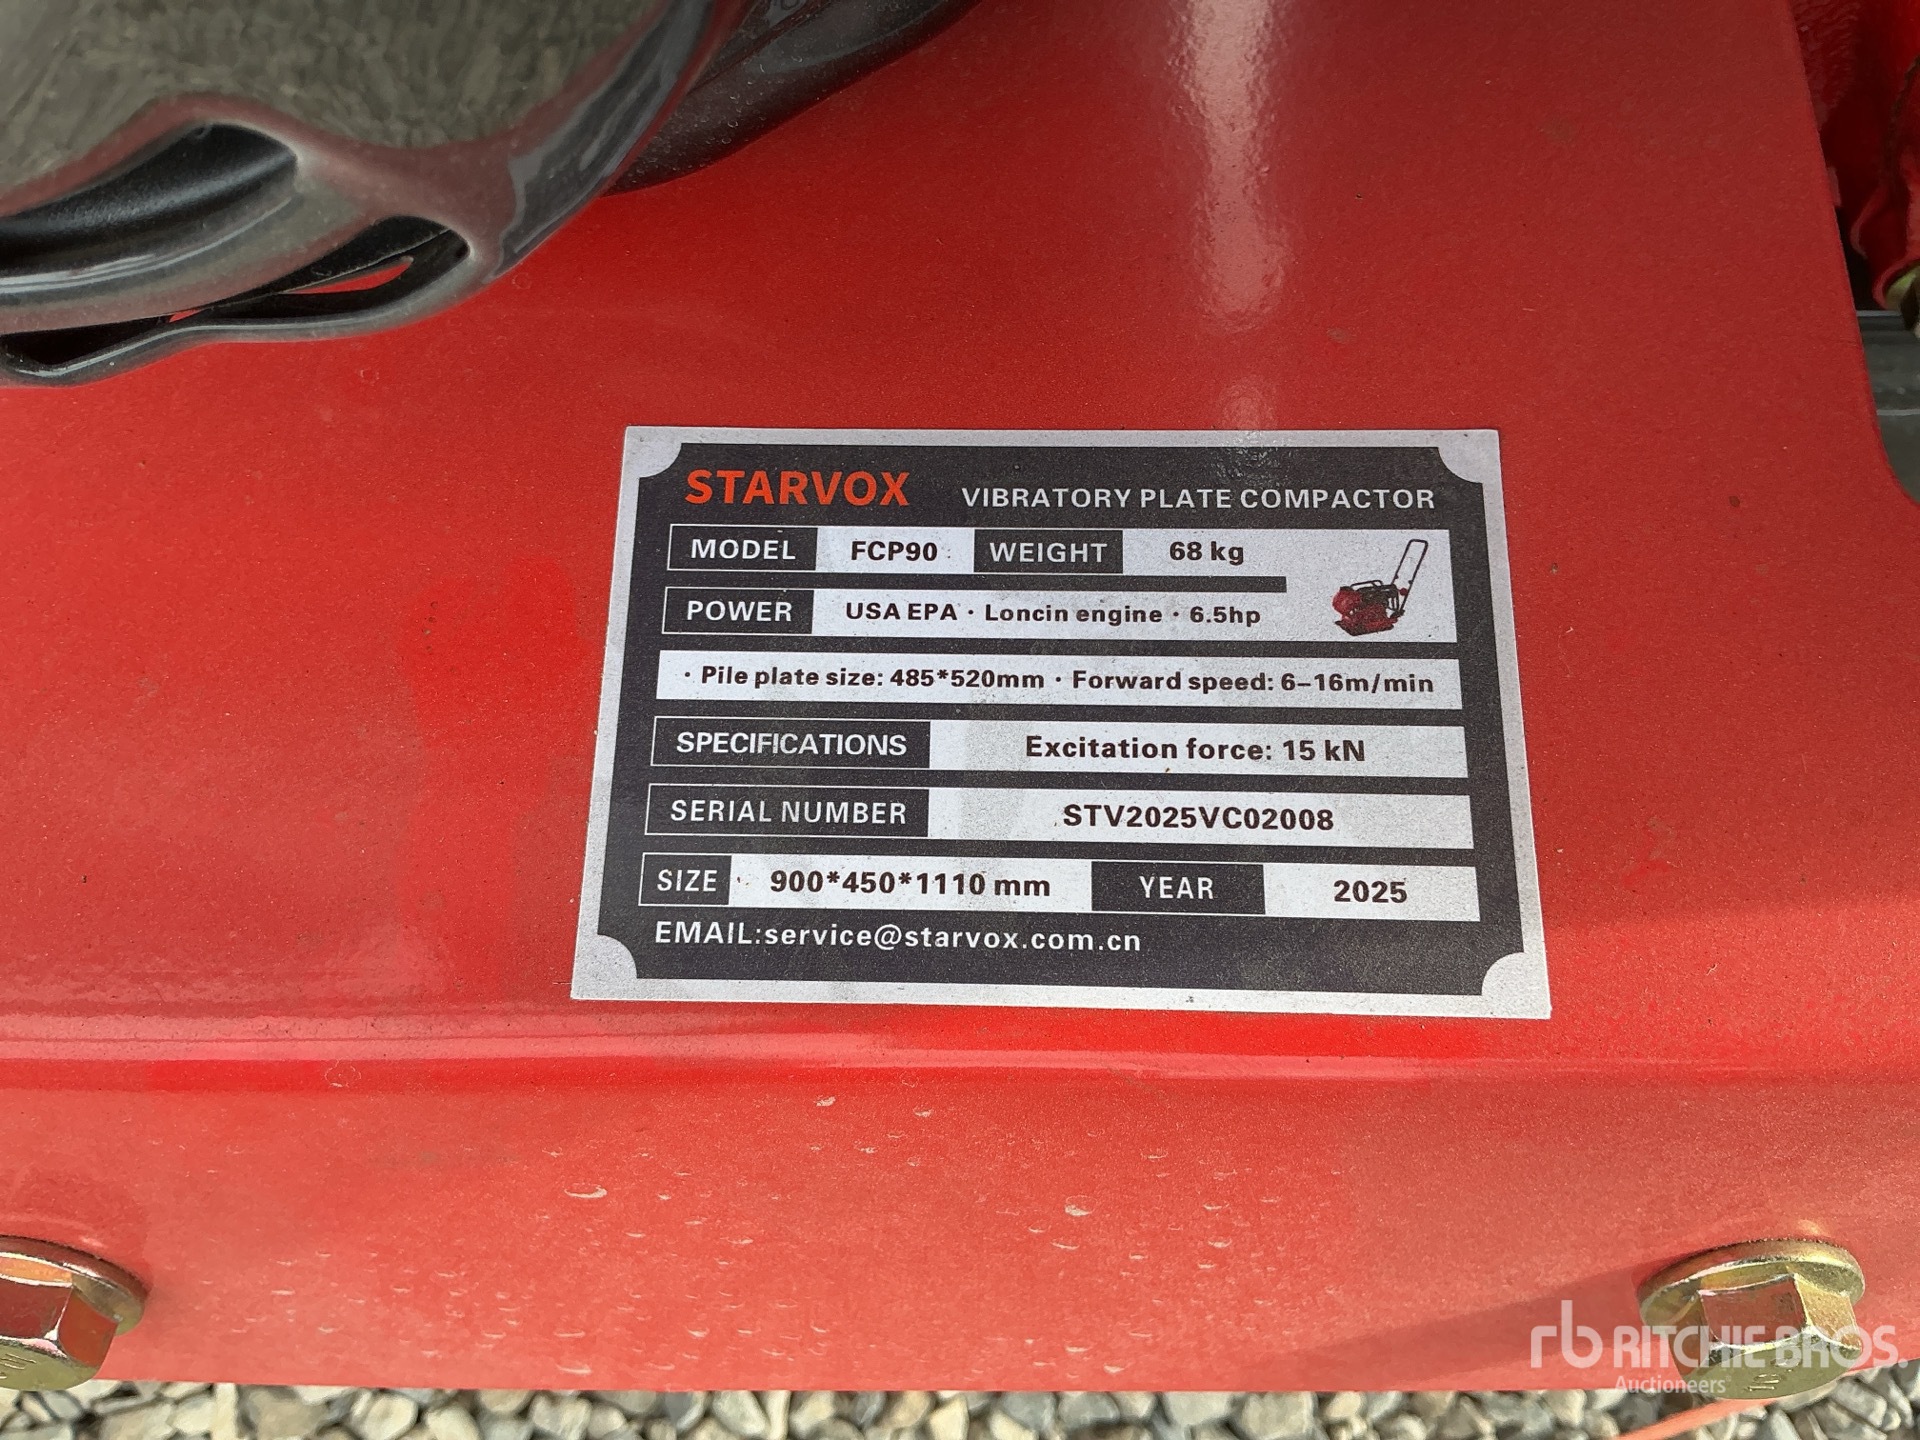 STARVOX VIBRATORY PLATE COMPACTOR
MODEL FCP90 WEIGHT 68 kg
POWER USA EPA · Loncin engine · 6.5hp
· Pile plate size: 485*520mm · Forward speed: 6–16m/min
SPECIFICATIONS Excitation force: 15 kN
SERIAL NUMBER STV2025VC02008
SIZE 900*450*1110 mm YEAR 2025
EMAIL:service@starvox.com.cn
rb RITCHIE BROS.
Auctioneers